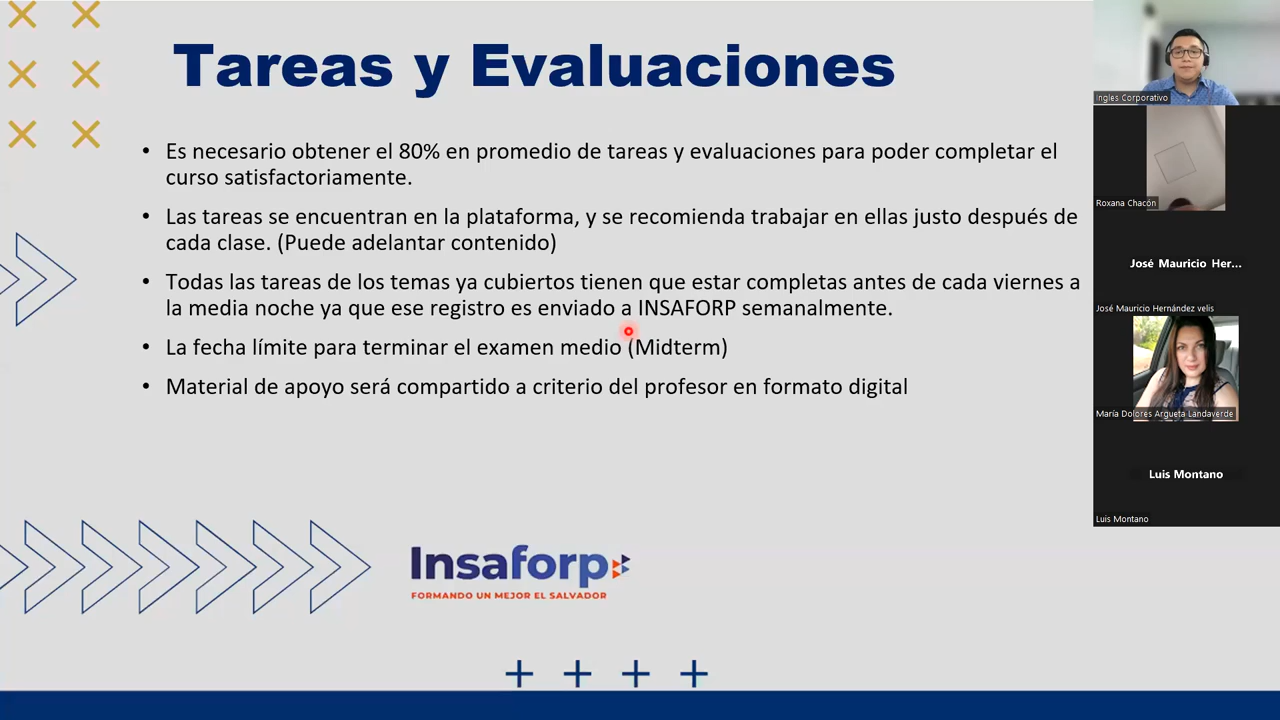 Tareas y Evaluaciones
• Es necesario obtener el 80% en promedio de tareas y evaluaciones para poder completar el
curso satisfactoriamente.
• Las tareas se encuentran en la plataforma, y se recomienda trabajar en ellas justo después de
cada clase. (Puede adelantar contenido)
• Todas las tareas de los temas ya cubiertos tienen que estar completas antes de cada viernes a
la media noche ya que ese registro es enviado a INSAFORP semanalmente.
• La fecha límite para terminar el examen medio (Midterm)
• Material de apoyo será compartido a criterio del profesor en formato digital
Insaforp
FORMANDO UN MEJOR EL SALVADOR
Ingles Corporativo
Roxana Chacón
José Mauricio Her...
José Mauricio Hernández velis
María Dolores Argueta Landaverde
Luis Montano
Luis Montano